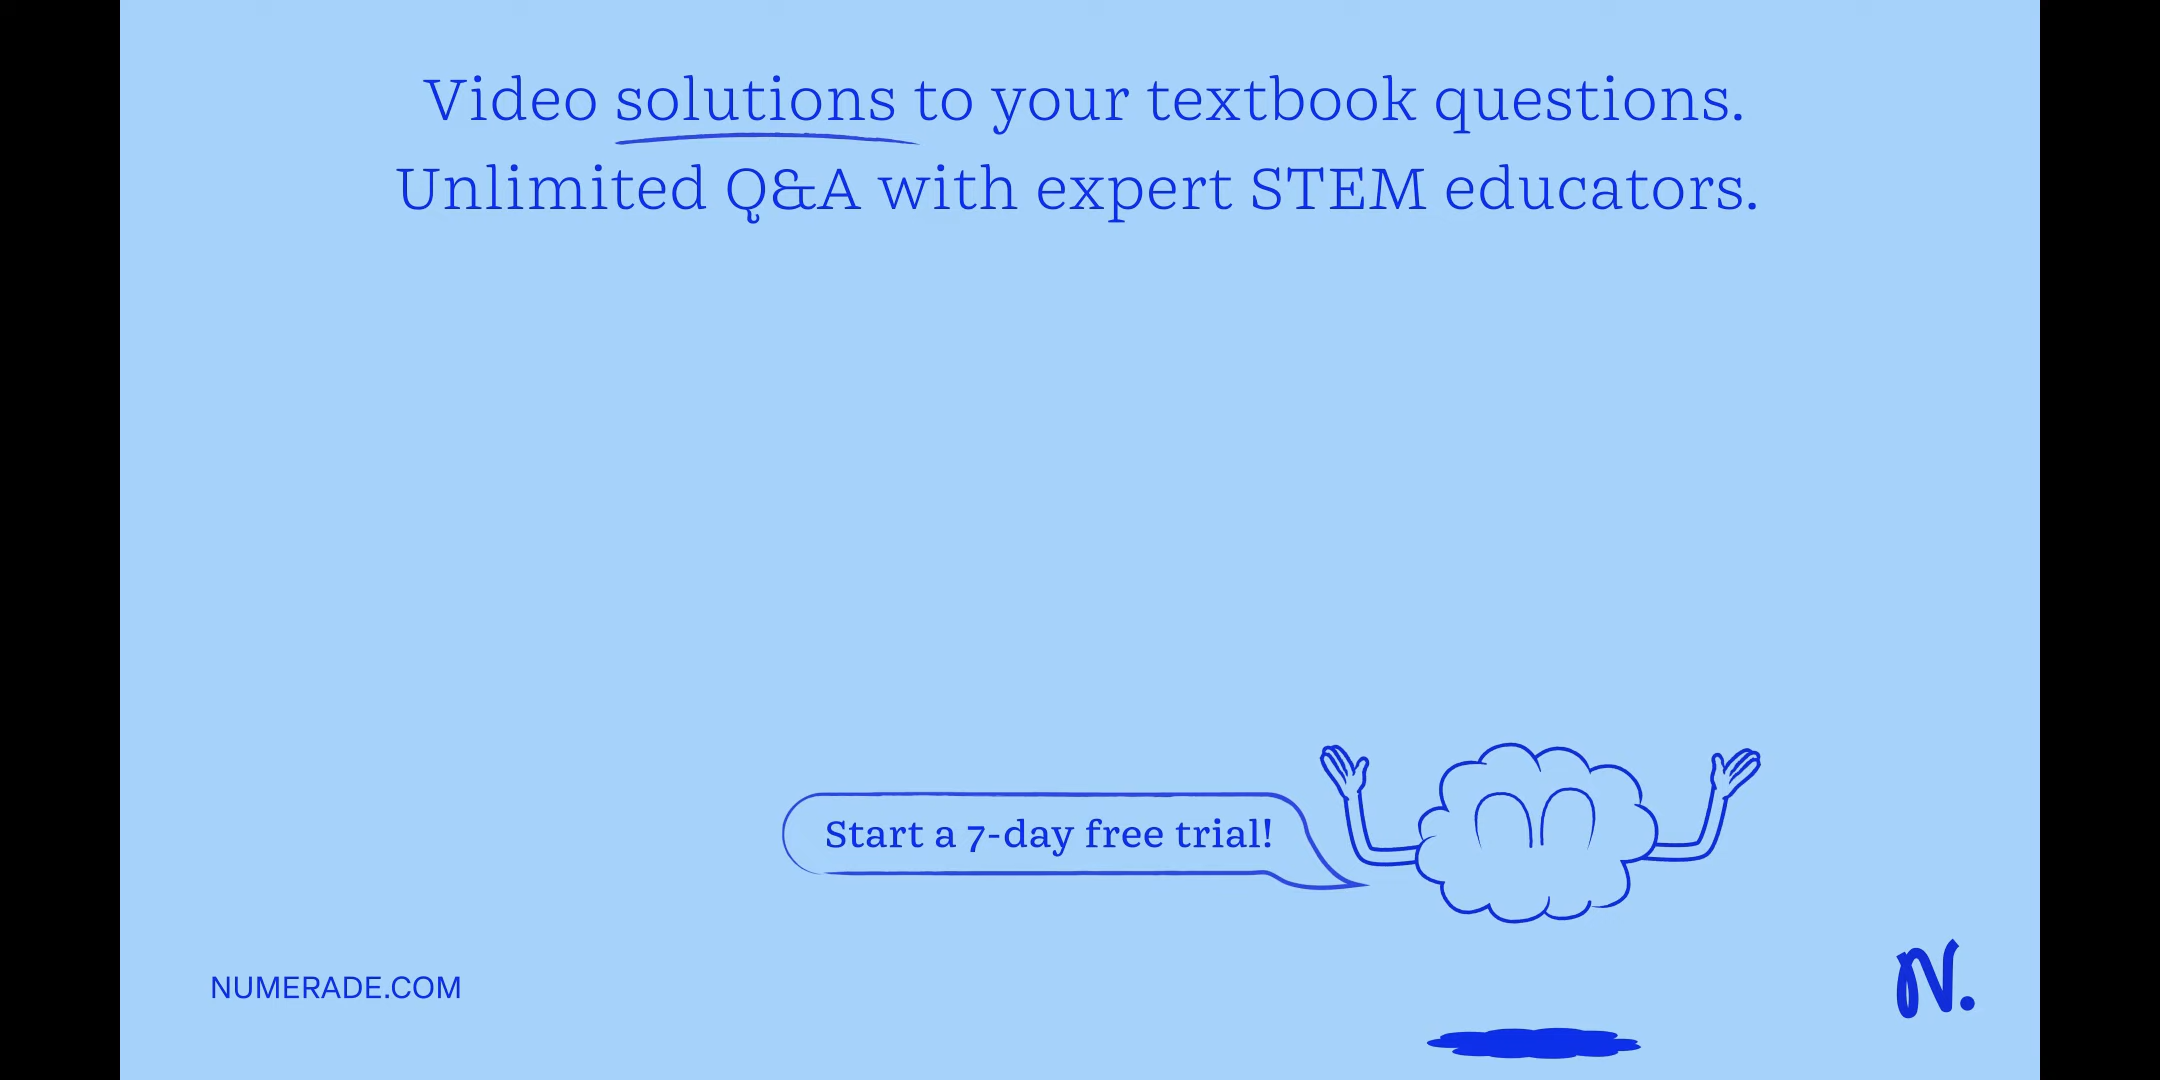 Video solutions to your textbook questions.
Unlimited Q&A with expert STEM educators.
Start a 7-day free trial!
NUMERADE.COM
N.